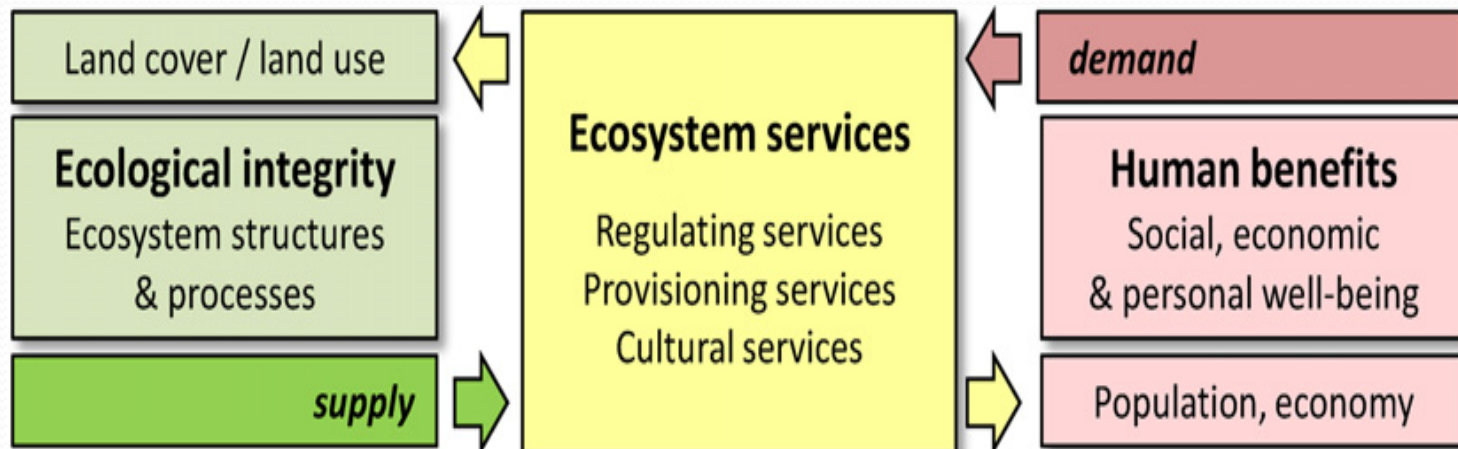 Land cover / land use
Ecological integrity
Ecosystem structures
& processes
supply
Ecosystem services
Regulating services
Provisioning services
Cultural services
demand
Human benefits
Social, economic
& personal well-being
Population, economy